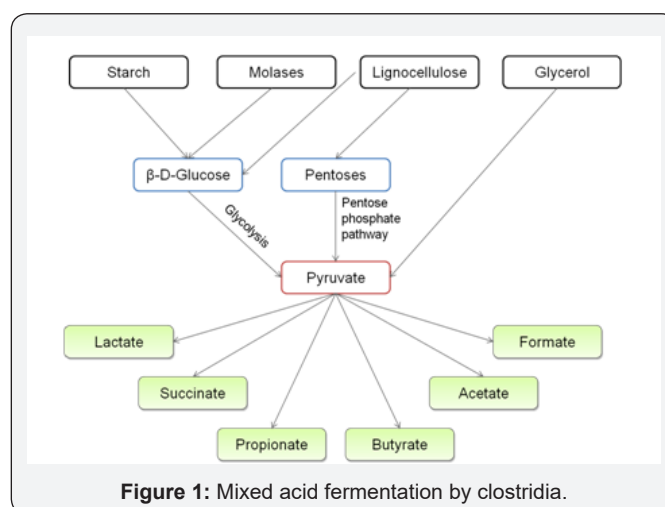 Starch
Molases
Lignocellulose
Glycerol
β-D-Glucose
Pentoses
Glycolysis
Pentose
phosphate
pathway
Pyruvate
Lactate
Formate
Succinate
Acetate
Propionate
Butyrate
Figure 1: Mixed acid fermentation by clostridia.